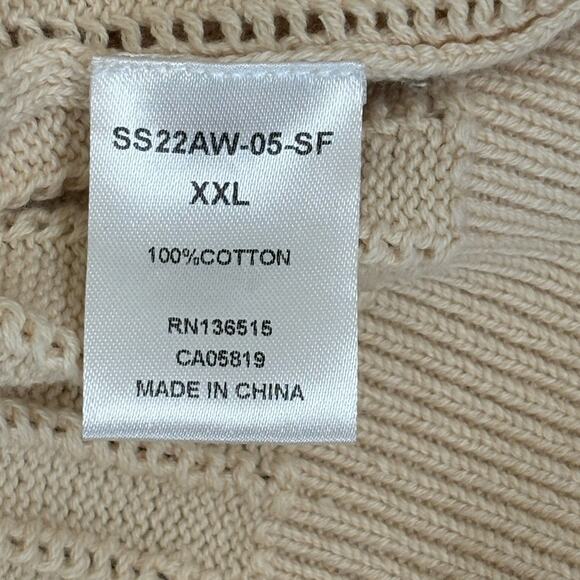 SS22AW-05-SF
XXL
100%COTTON
RN136515
CA05819
MADE IN CHINA